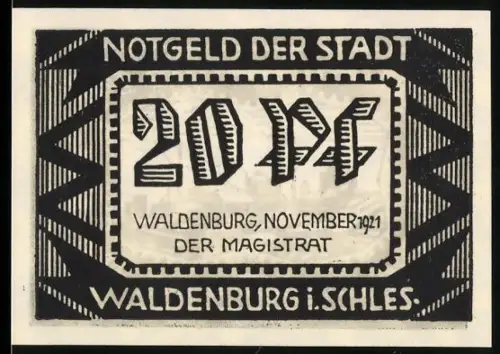 NOTGELD DER STADT
20 Pf
WALDENBURG, NOVEMBER 1921
DER MAGISTRAT
WALDENBURG i. SCHLES.